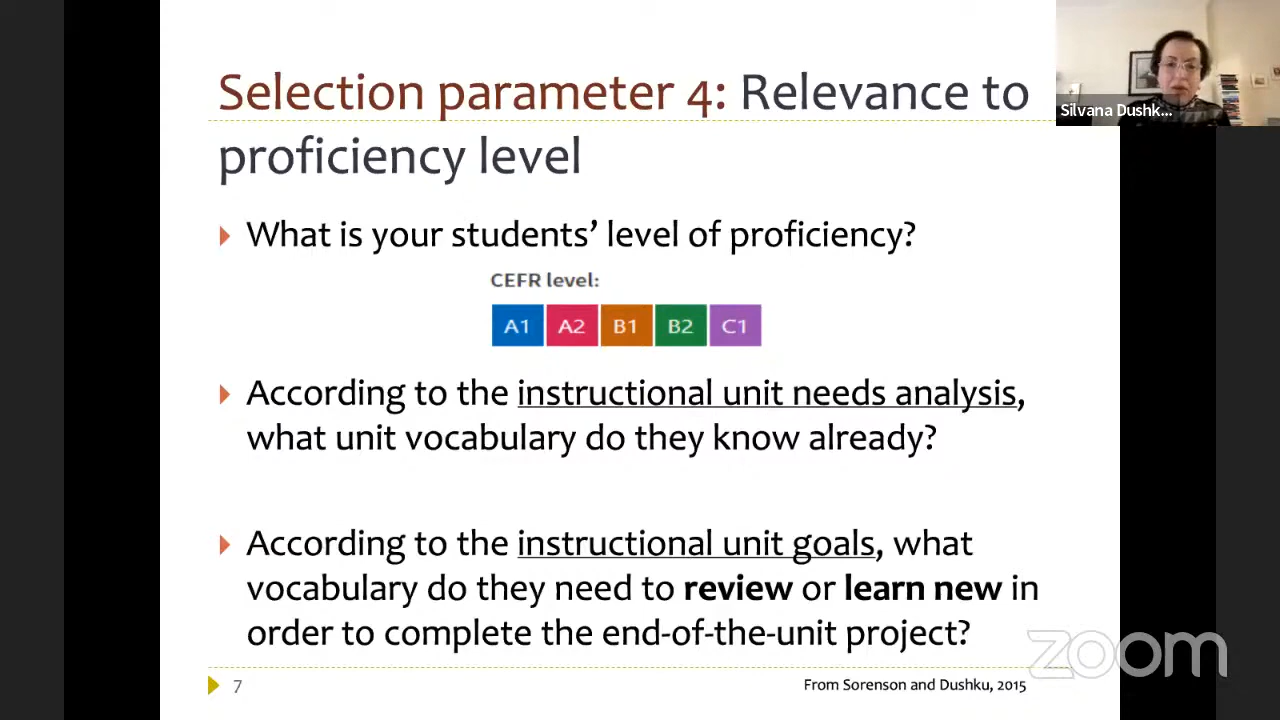 Selection parameter 4: Relevance to
proficiency level
What is your students’ level of proficiency?
CEFR level:
A1 A2 B1 B2 C1
According to the instructional unit needs analysis,
what unit vocabulary do they know already?
According to the instructional unit goals, what
vocabulary do they need to review or learn new in
order to complete the end-of-the-unit project?
7
From Sorenson and Dushku, 2015
Silvana Dushk...
zoom